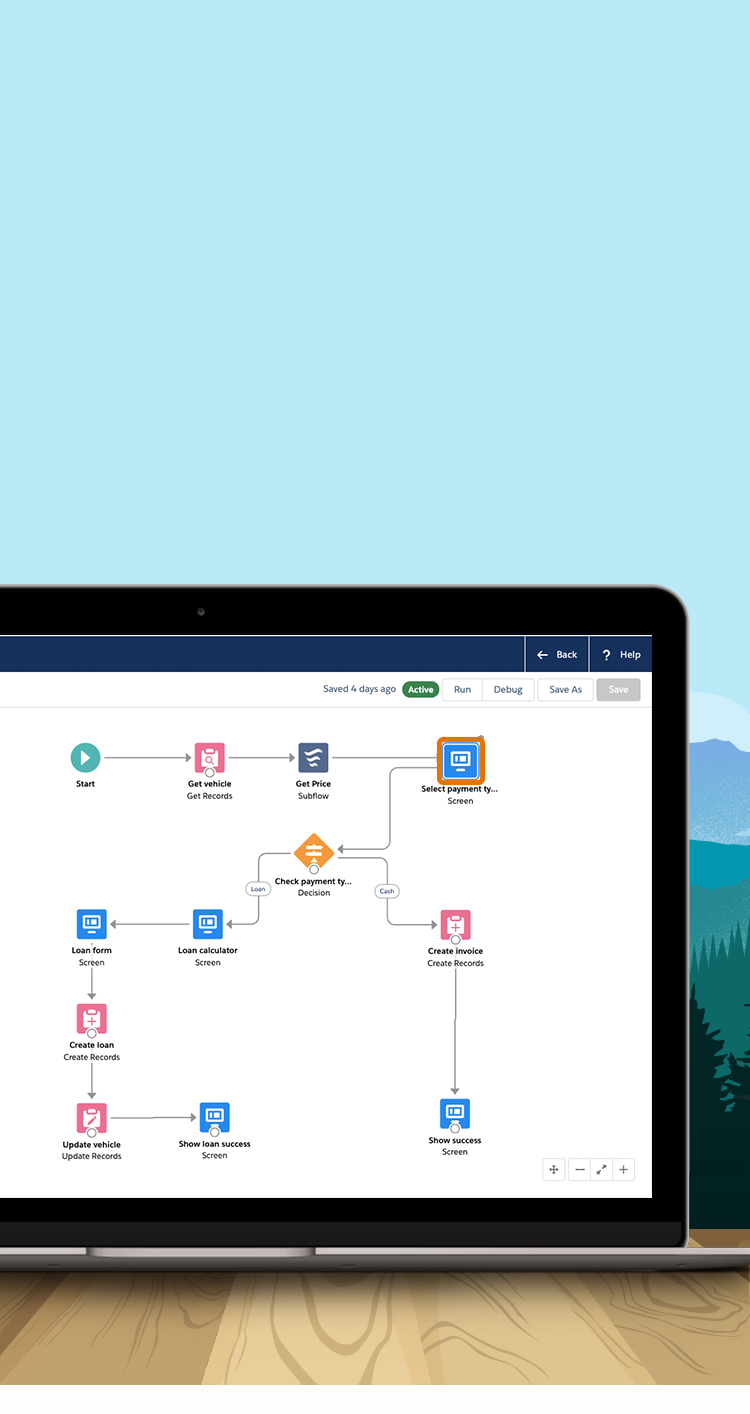 Back
? Help
Saved 4 days ago Active Run Debug Save As Save
Start
Get vehicle
Get Records
Get Price
Subflow
Select payment ty...
Screen
Check payment ty...
Decision
Loan
Cash
Loan form
Screen
Loan calculator
Screen
Create invoice
Create Records
Create loan
Create Records
Update vehicle
Update Records
Show loan success
Screen
Show success
Screen